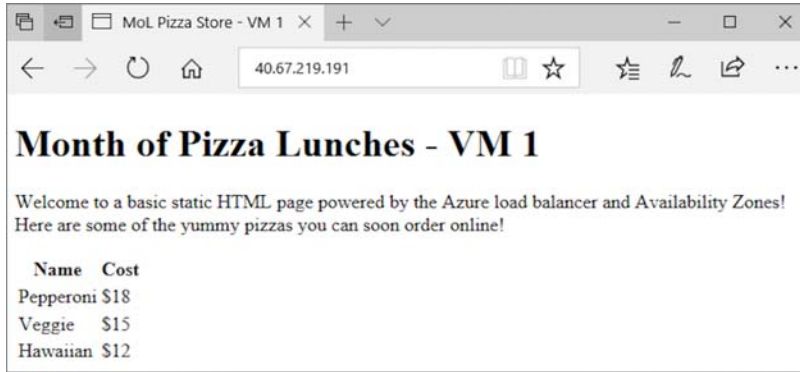 MoL Pizza Store - VM 1
40.67.219.191
Month of Pizza Lunches - VM 1
Welcome to a basic static HTML page powered by the Azure load balancer and Availability Zones!
Here are some of the yummy pizzas you can soon order online!
Name Cost
Pepperoni $18
Veggie $15
Hawaiian $12